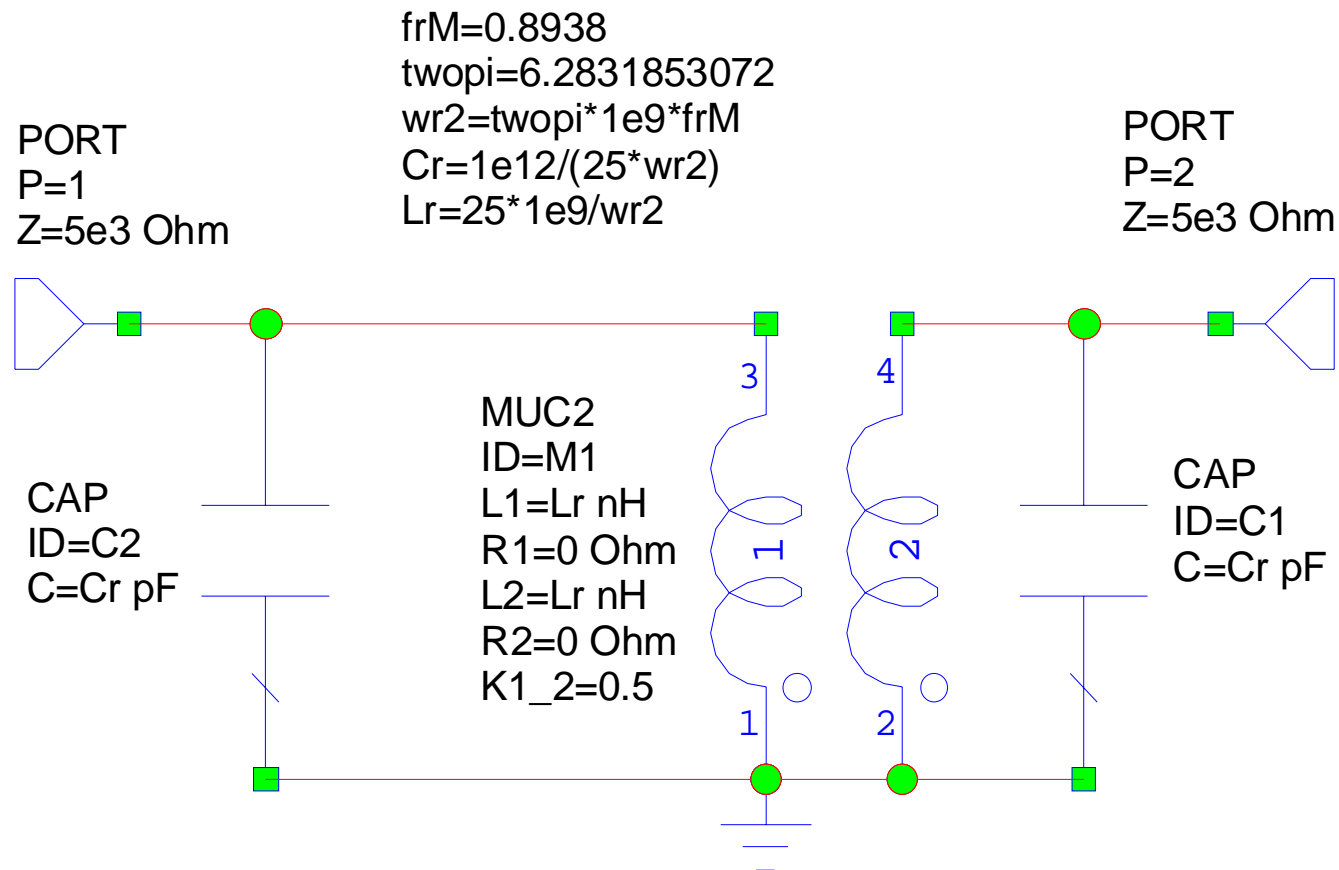 frM=0.8938
twopi=6.2831853072
wr2=twopi*1e9*frM
Cr=1e12/(25*wr2)
Lr=25*1e9/wr2
PORT
P=1
Z=5e3 Ohm
PORT
P=2
Z=5e3 Ohm
3
4
MUC2
ID=M1
L1=Lr nH
R1=0 Ohm
L2=Lr nH
R2=0 Ohm
K1_2=0.5
1
2
CAP
ID=C2
C=Cr pF
CAP
ID=C1
C=Cr pF
1
2